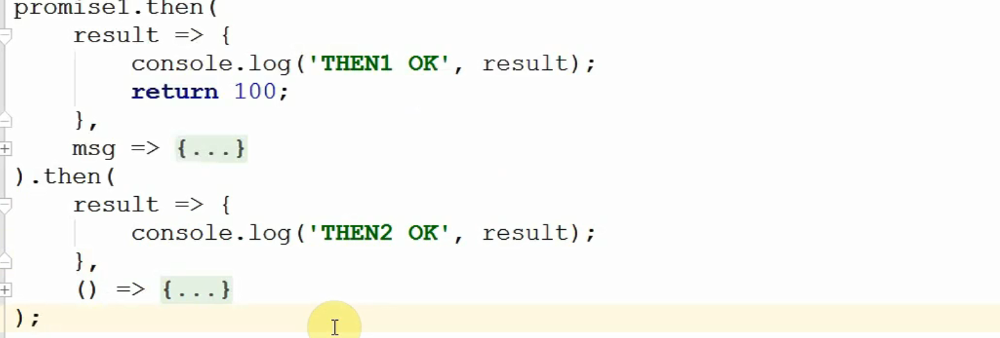 promise1.then(
    result => {
        console.log('THEN1 OK', result);
        return 100;
    },
    msg => {...}
).then(
    result => {
        console.log('THEN2 OK', result);
    },
    () => {...}
);